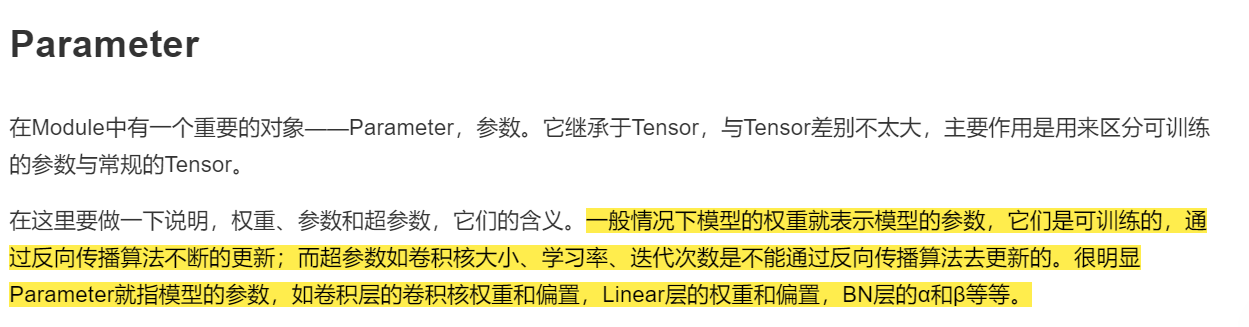 Parameter
在Module中有一个重要的对象——Parameter，参数。它继承于Tensor，与Tensor差别不太大，主要作用是用来区分可训练
的参数与常规的Tensor。
在这里要做一下说明，权重、参数和超参数，它们的含义。一般情况下模型的权重就表示模型的参数，它们是可训练的，通
过反向传播算法不断的更新；而超参数如卷积核大小、学习率、迭代次数是不能通过反向传播算法去更新的。很明显
Parameter就指模型的参数，如卷积层的卷积核权重和偏置，Linear层的权重和偏置，BN层的α和β等等。